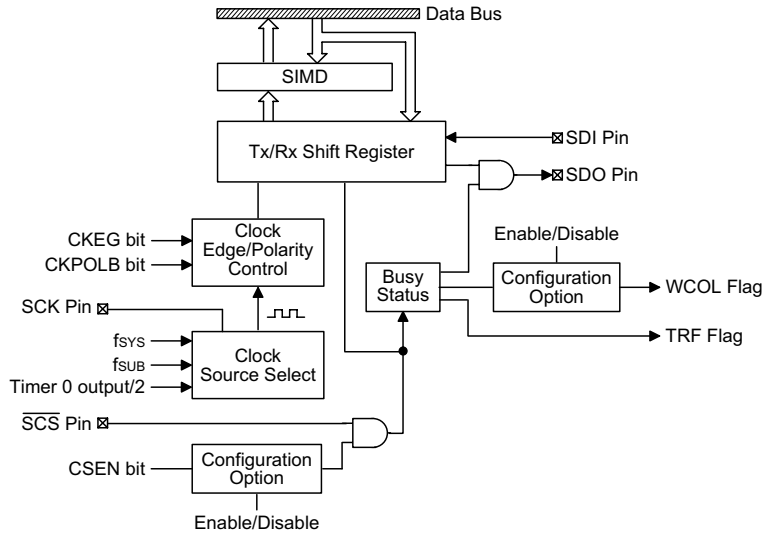 Data Bus
SIMD
Tx/Rx Shift Register
SDI Pin
SDO Pin
CKEG bit
CKPOLB bit
Clock
Edge/Polarity
Control
Enable/Disable
Busy
Status
Configuration
Option
WCOL Flag
SCK Pin
TRF Flag
fSYS
fSUB
Timer 0 output/2
Clock
Source Select
SCS Pin
CSEN bit
Configuration
Option
Enable/Disable